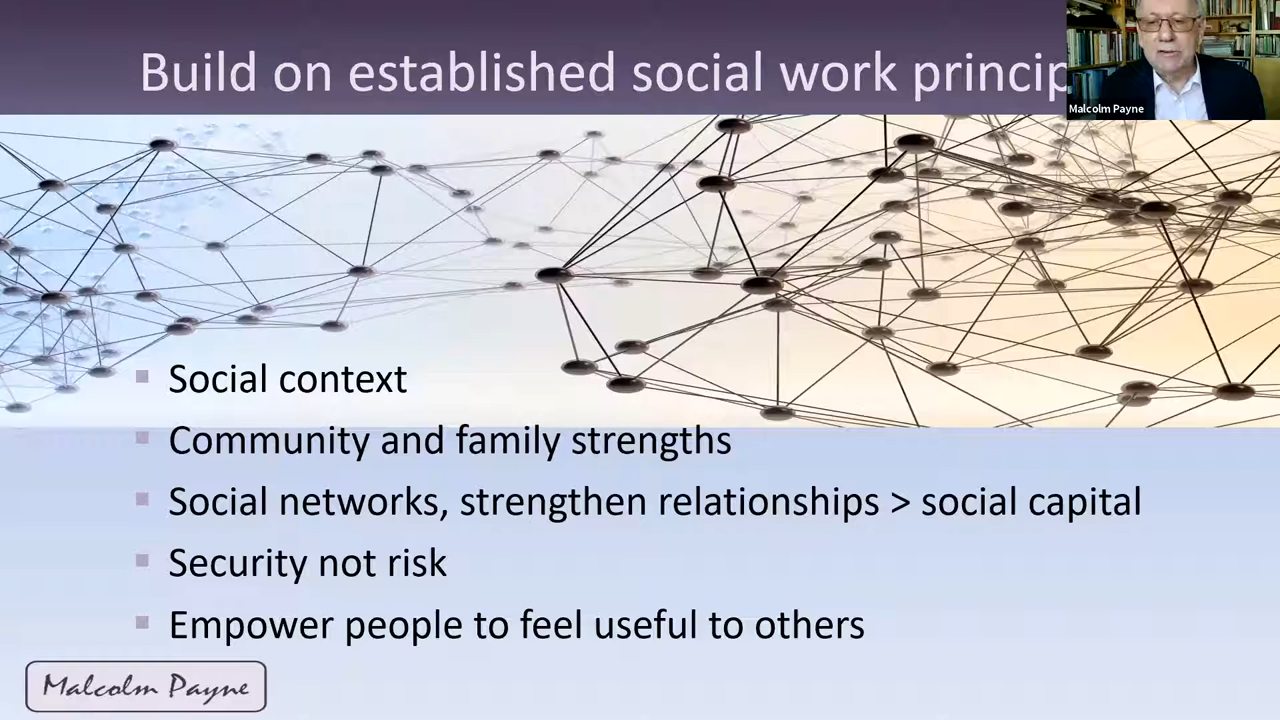 Build on established social work princip
Malcolm Payne
Social context
Community and family strengths
Social networks, strengthen relationships > social capital
Security not risk
Empower people to feel useful to others
Malcolm Payne